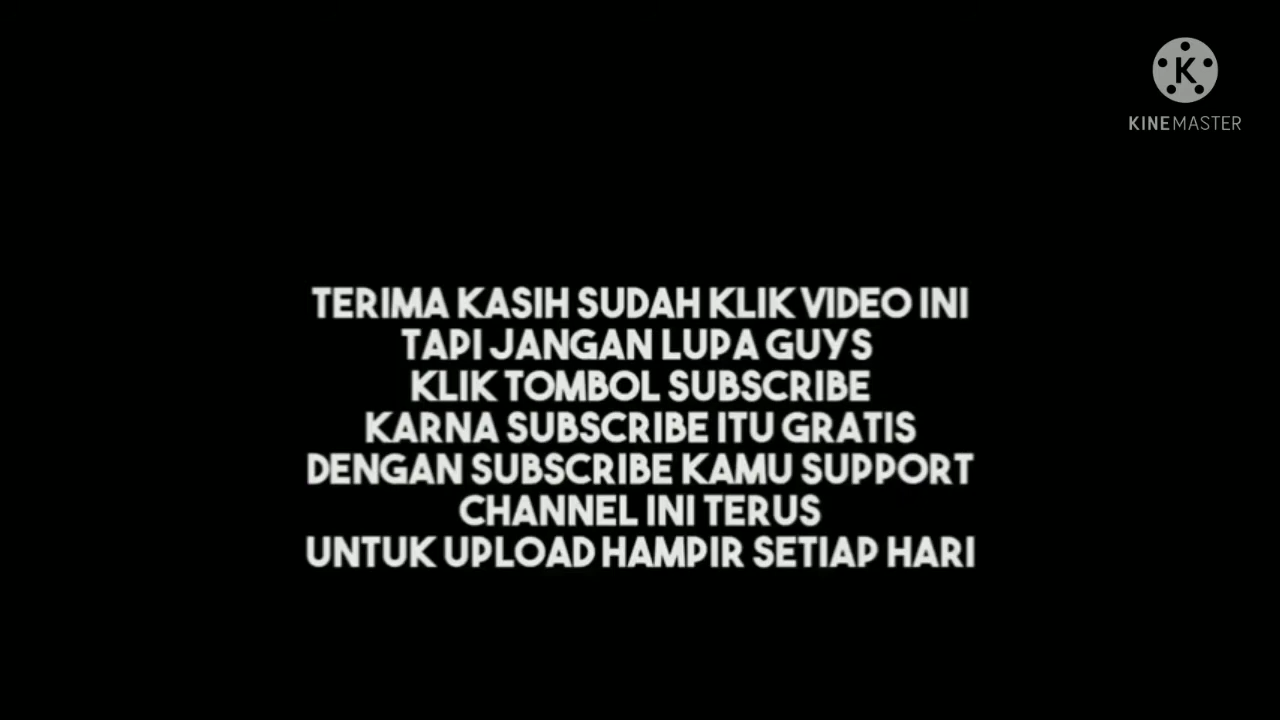 K
KINEMASTER
TERIMA KASIH SUDAH KLIK VIDEO INI
TAPI JANGAN LUPA GUYS
KLIK TOMBOL SUBSCRIBE
KARNA SUBSCRIBE ITU GRATIS
DENGAN SUBSCRIBE KAMU SUPPORT
CHANNEL INI TERUS
UNTUK UPLOAD HAMPIR SETIAP HARI